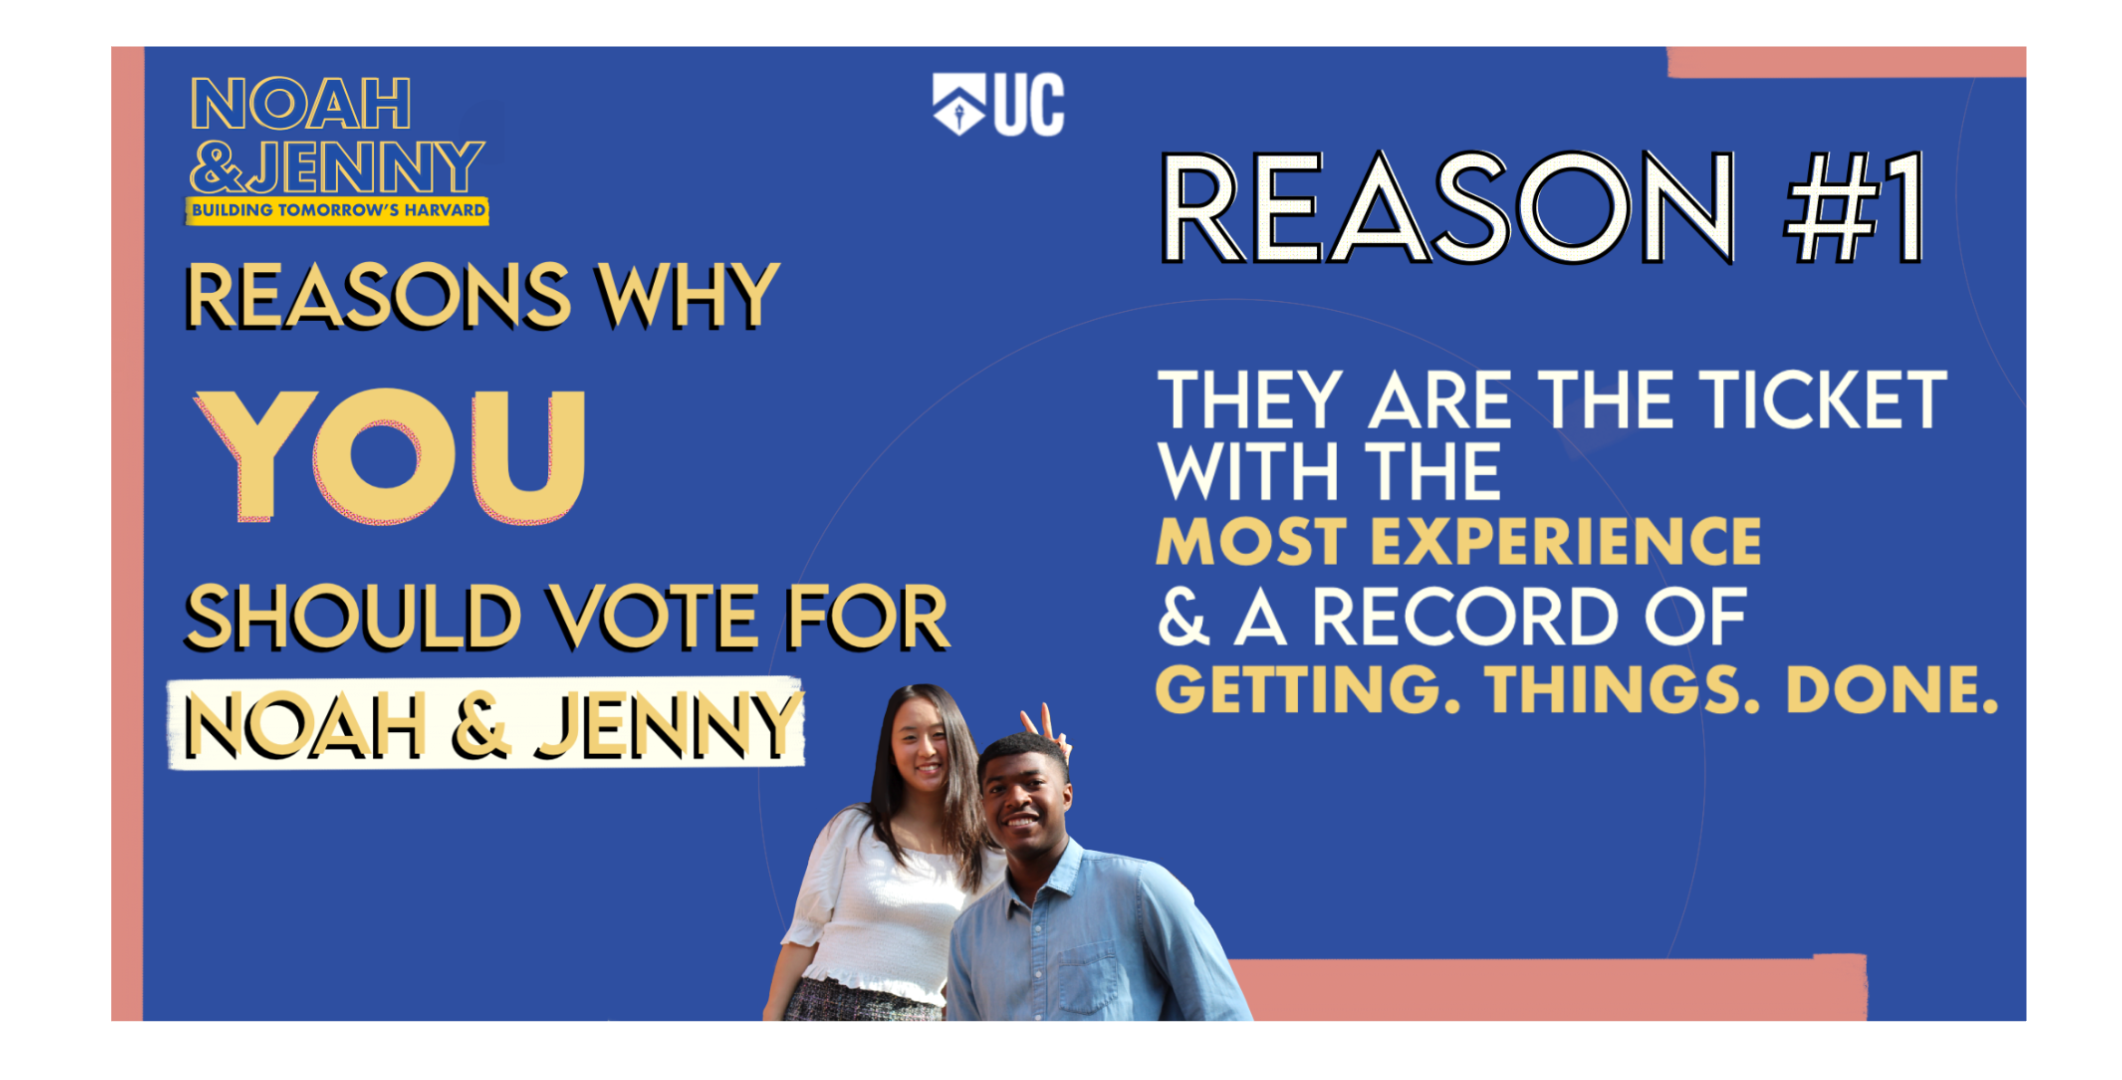 NOAH
&JENNY
BUILDING TOMORROW'S HARVARD
REASONS WHY
YOU
SHOULD VOTE FOR
NOAH & JENNY
UC
REASON #1
THEY ARE THE TICKET
WITH THE
MOST EXPERIENCE
& A RECORD OF
GETTING. THINGS. DONE.